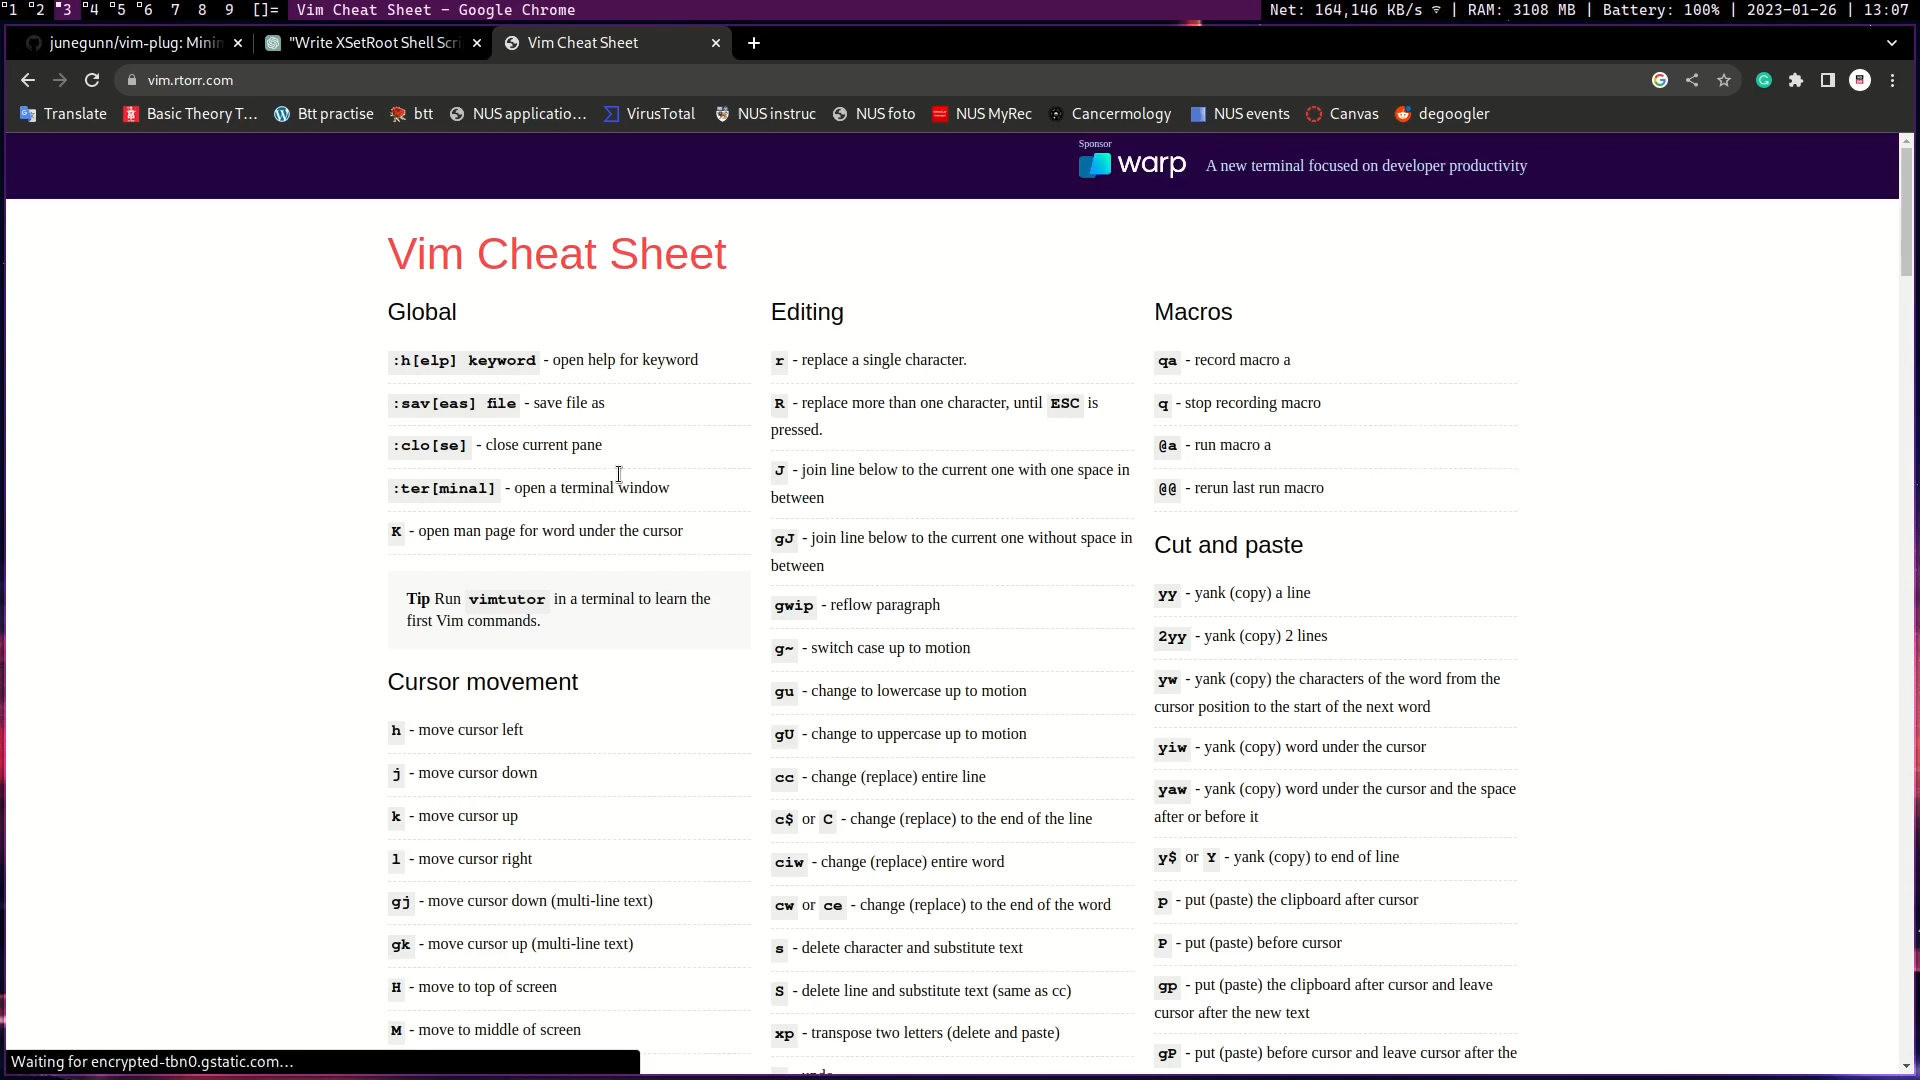 1 2 3 4 5 6 7 8 9 []= Vim Cheat Sheet - Google Chrome Net: 164,146 KB/s | RAM: 3108 MB | Battery: 100% | 2023-01-26 | 13:07
junegunn/vim-plug: Minin "Write XSetRoot Shell Scri Vim Cheat Sheet
vim.rtorr.com
Translate Basic Theory T... Btt practise btt NUS applicatio... VirusTotal NUS instruc NUS foto NUS MyRec Cancermology NUS events Canvas degoogler
Sponsor
warp A new terminal focused on developer productivity
Vim Cheat Sheet
Global
:h[elp] keyword - open help for keyword
:sav[eas] file - save file as
:clo[se] - close current pane
:ter[minal] - open a terminal window
K - open man page for word under the cursor
Tip Run vimtutor in a terminal to learn the
first Vim commands.
Cursor movement
h - move cursor left
j - move cursor down
k - move cursor up
l - move cursor right
gj - move cursor down (multi-line text)
gk - move cursor up (multi-line text)
H - move to top of screen
M - move to middle of screen
Editing
r - replace a single character.
R - replace more than one character, until ESC is
pressed.
J - join line below to the current one with one space in
between
gJ - join line below to the current one without space in
between
gwip - reflow paragraph
g~ - switch case up to motion
gu - change to lowercase up to motion
gU - change to uppercase up to motion
cc - change (replace) entire line
c$ or C - change (replace) to the end of the line
ciw - change (replace) entire word
cw or ce - change (replace) to the end of the word
s - delete character and substitute text
S - delete line and substitute text (same as cc)
xp - transpose two letters (delete and paste)
Macros
qa - record macro a
q - stop recording macro
@a - run macro a
@@ - rerun last run macro
Cut and paste
yy - yank (copy) a line
2yy - yank (copy) 2 lines
yw - yank (copy) the characters of the word from the
cursor position to the start of the next word
yiw - yank (copy) word under the cursor
yaw - yank (copy) word under the cursor and the space
after or before it
y$ or Y - yank (copy) to end of line
p - put (paste) the clipboard after cursor
P - put (paste) before cursor
gp - put (paste) the clipboard after cursor and leave
cursor after the new text
gP - put (paste) before cursor and leave cursor after the
Waiting for encrypted-tbn0.gstatic.com...